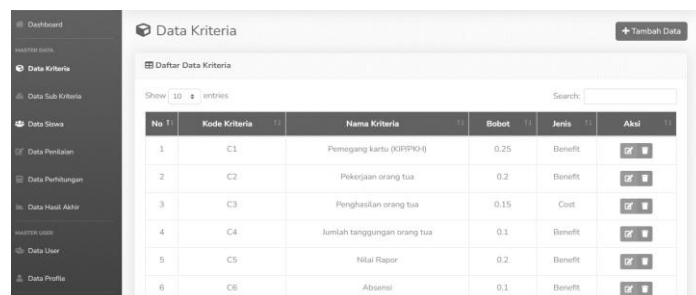 Dashboard
MASTER DATA
Data Kriteria
Data Sub Kriteria
Data Siswa
Data Penilaian
Data Perhitungan
Data Hasil Akhir
MASTER USER
Data User
Data Profile
Data Kriteria
+ Tambah Data
Daftar Data Kriteria
Show 10 entries
Search:
No Kode Kriteria Nama Kriteria Bobot Jenis Aksi
1 C1 Pemegang kartu (KIP/PKH) 0.25 Benefit
2 C2 Pekerjaan orang tua 0.2 Benefit
3 C3 Penghasilan orang tua 0.15 Cost
4 C4 Jumlah tanggungan orang tua 0.1 Benefit
5 C5 Nilai Rapor 0.2 Benefit
6 C6 Absensi 0.1 Benefit